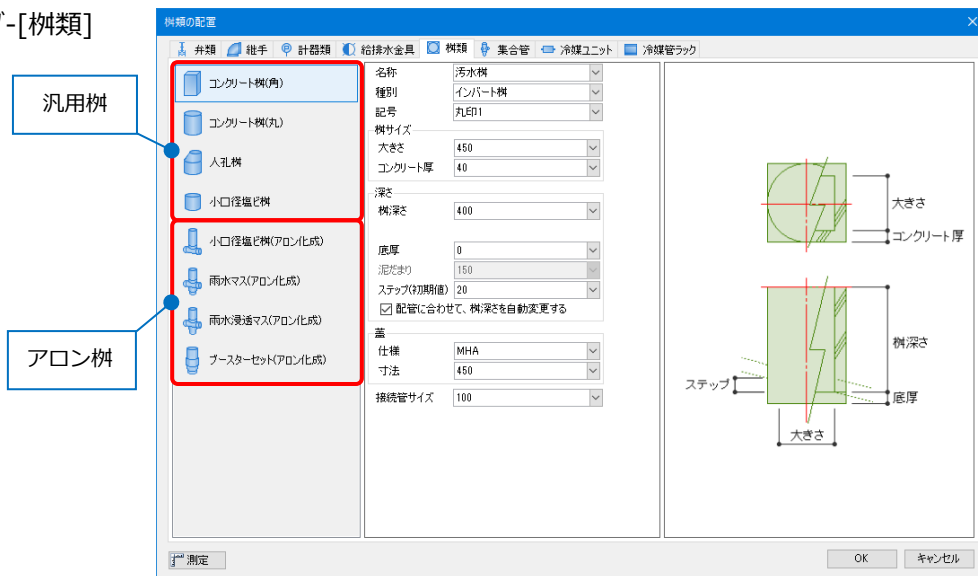 -[桝類]
汎用桝
アロン桝
桝類の配置
弁類 継手 計器類 給排水金具 桝類 集合管 冷媒ユニット 冷媒管ラック
コンクリート桝(角)
コンクリート桝(丸)
人孔桝
小口径塩ビ桝
小口径塩ビ桝(アロン化成)
雨水マス(アロン化成)
雨水浸透マス(アロン化成)
ブースターセット(アロン化成)
名称 汚水桝
種別 インバート桝
記号 丸印1
桝サイズ
大きさ 450
コンクリート厚 40
深さ
桝深さ 400
底厚 0
泥だまり 150
ステップ(初期値) 20
配管に合わせて、桝深さを自動変更する
蓋
仕様 MHA
寸法 450
接続管サイズ 100
大きさ
コンクリート厚
桝深さ
ステップ
底厚
大きさ
測定
OK キャンセル